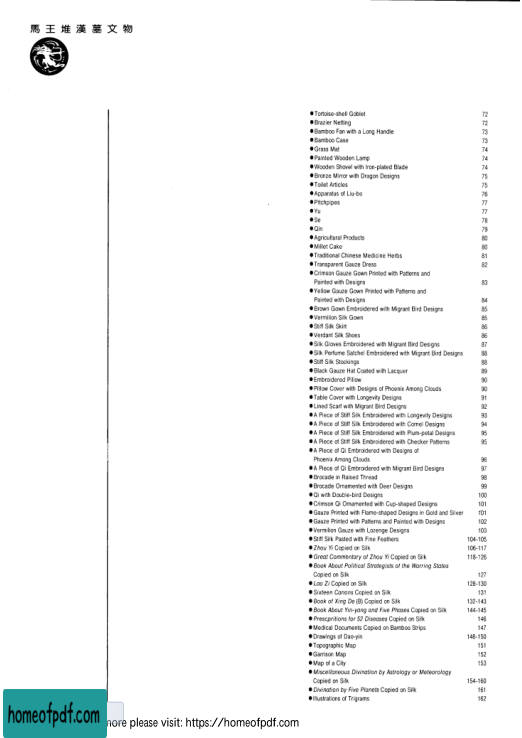 馬王堆漢墓文物
●Tortoise-shell Goblet 72
●Brazier Netting 72
●Bamboo Fan with a Long Handle 73
●Bamboo Case 73
●Grass Mat 74
●Painted Wooden Lamp 74
●Wooden Shovel with Iron-plated Blade 74
●Bronze Mirror with Dragon Designs 75
●Toilet Articles 75
●Apparatus of Liu-bo 76
●Pitchpipes 77
●Yu 77
●Se 78
●Qin 79
●Agricultural Products 80
●Millet Cake 80
●Traditional Chinese Medicine Herbs 81
●Transparent Gauze Dress 82
●Crimson Gauze Gown Printed with Patterns and
Painted with Designs 83
●Yellow Gauze Gown Printed with Patterns and
Painted with Designs 84
●Brown Gown Embroidered with Migrant Bird Designs 85
●Vermilion Silk Gown 85
●Stiff Silk Skirt 86
●Verdant Silk Shoes 86
●Silk Gloves Embroidered with Migrant Bird Designs 87
●Silk Perfume Satchel Embroidered with Migrant Bird Designs 88
●Stiff Silk Stockings 88
●Black Gauze Hat Coated with Lacquer 89
●Embroidered Pillow 90
●Pillow Cover with Designs of Phoenix Among Clouds 90
●Table Cover with Longevity Designs 91
●Lined Scarf with Migrant Bird Designs 92
●A Piece of Stiff Silk Embroidered with Longevity Designs 93
●A Piece of Stiff Silk Embroidered with Cornel Designs 94
●A Piece of Stiff Silk Embroidered with Plum-petal Designs 95
●A Piece of Stiff Silk Embroidered with Checker Patterns 95
●A Piece of Qi Embroidered with Designs of
Phoenix Among Clouds 96
●A Piece of Qi Embroidered with Migrant Bird Designs 97
●Brocade in Raised Thread 98
●Brocade Ornamented with Deer Designs 99
●Qi with Double-bird Designs 100
●Crimson Qi Ornamented with Cup-shaped Designs 101
●Gauze Printed with Flame-shaped Designs in Gold and Silver 101
●Gauze Printed with Patterns and Painted with Designs 102
●Vermilion Gauze with Lozenge Designs 103
●Stiff Silk Pasted with Fine Feathers 104-105
●Zhou Yi Copied on Silk 106-117
●Great Commentary of Zhou Yi Copied on Silk 118-126
●Book About Political Strategists of the Warring States
Copied on Silk 127
●Lao Zi Copied on Silk 128-130
●Sixteen Canons Copied on Silk 131
●Book of Xing De (B) Copied on Silk 132-143
●Book About Yin-yang and Five Phases Copied on Silk 144-145
●Prescpritions for 52 Diseases Copied on Silk 146
●Medical Documents Copied on Bamboo Strips 147
●Drawings of Dao-yin 148-150
●Topographic Map 151
●Garrison Map 152
●Map of a City 153
●Miscellaneous Divination by Astrology or Meteorology
Copied on Silk 154-160
●Divination by Five Planets Copied on Silk 161
●Illustrations of Trigrams 162
homeofpdf.com
more please visit: https://homeofpdf.com